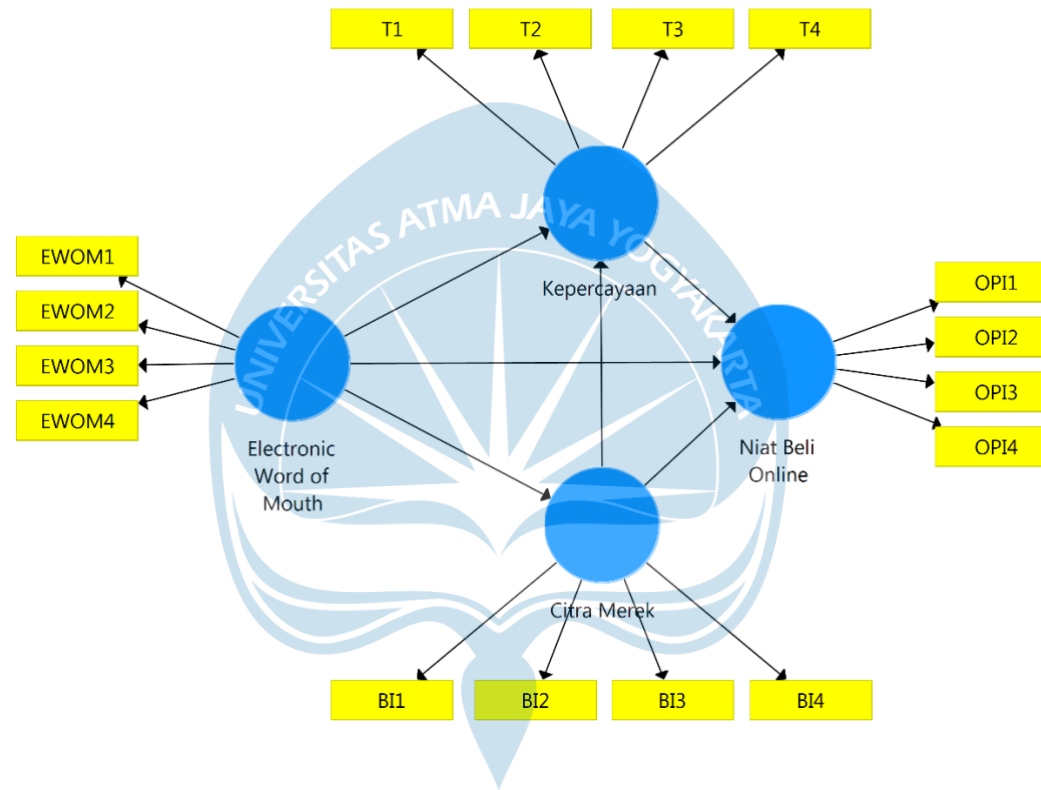 T1
T2
T3
T4
UNIVERSITAS ATMA JAYA YOGYAKARTA
EWOM1
EWOM2
EWOM3
EWOM4
Kepercayaan
OPI1
OPI2
OPI3
OPI4
Electronic
Word of
Mouth
Niat Beli
Online
Citra Merek
BI1
BI2
BI3
BI4